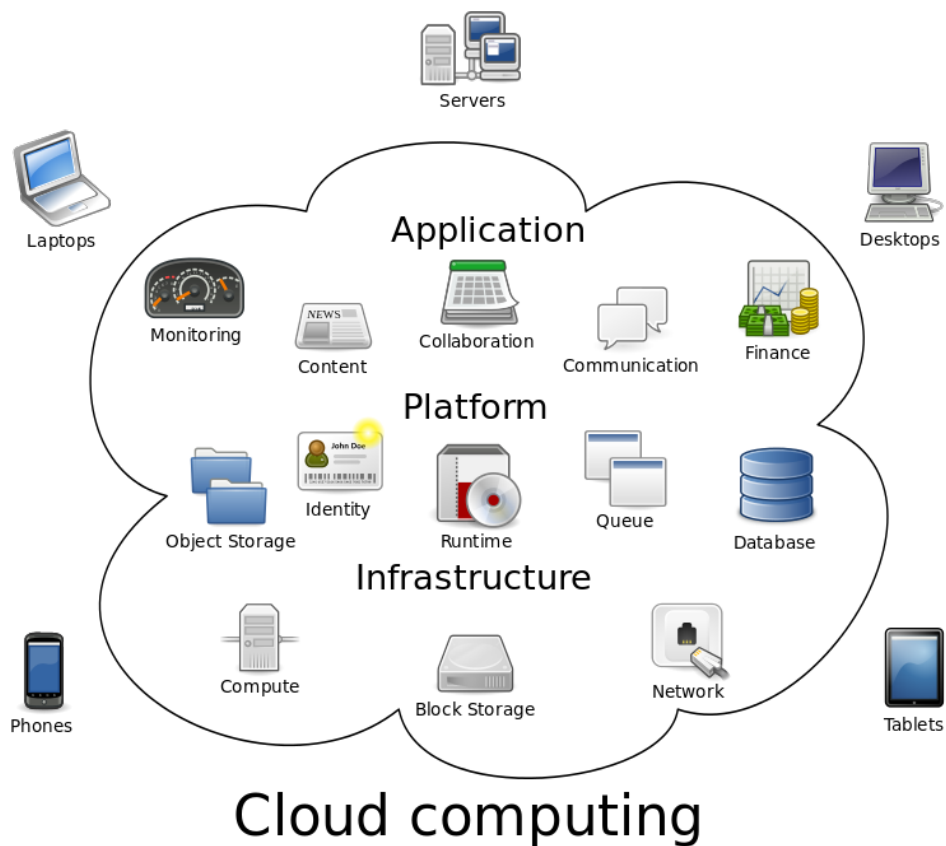 Servers
Laptops
Desktops
Application
Monitoring
NEWS
Content
Collaboration
Communication
Finance
Platform
John Doe
Object Storage
Identity
Runtime
Queue
Database
Infrastructure
Compute
Block Storage
Network
Phones
Tablets
Cloud computing